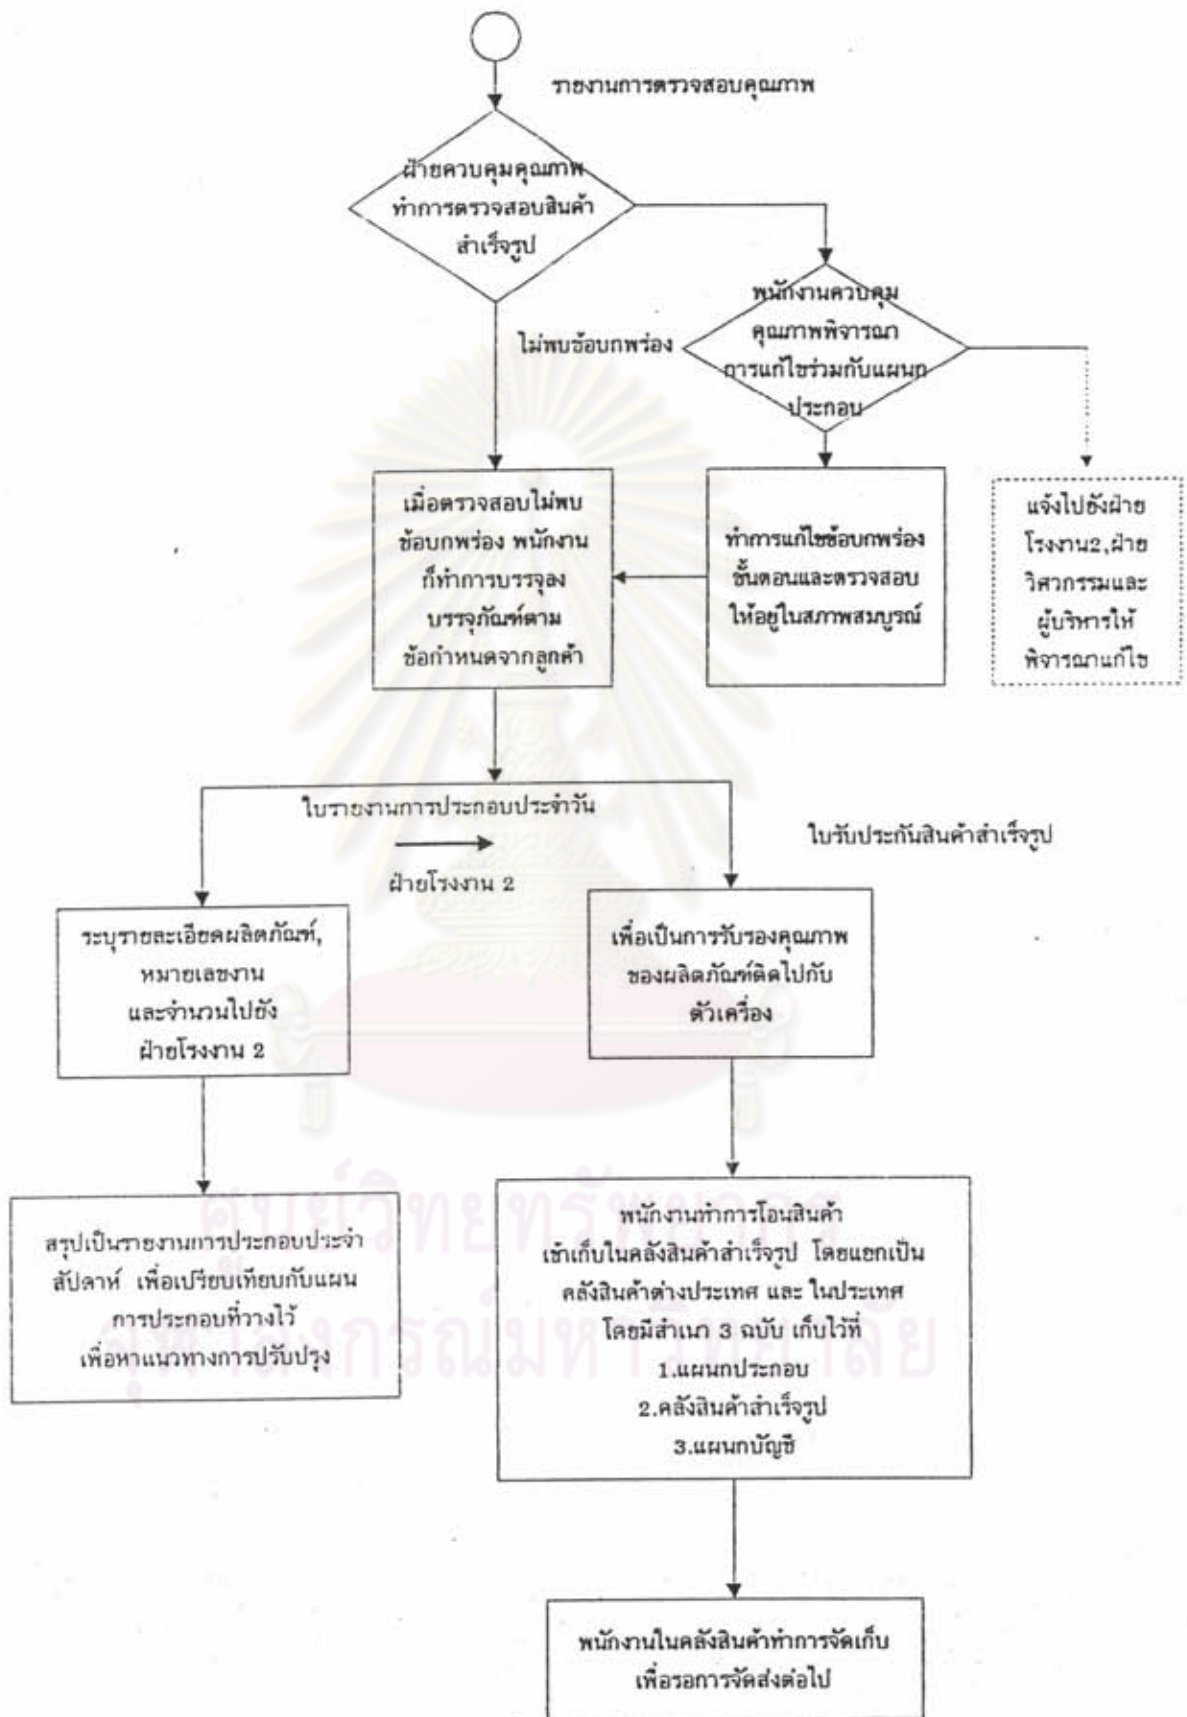 รายงานการตรวจสอบคุณภาพ
ฝ่ายควบคุมคุณภาพ
ทำการตรวจสอบสินค้า
สำเร็จรูป
พนักงานควบคุม
คุณภาพพิจารณา
การแก้ไขร่วมกับแผนก
ประกอบ
ไม่พบข้อบกพร่อง
เมื่อตรวจสอบไม่พบ
ข้อบกพร่อง พนักงาน
ก็ทำการบรรจุลง
บรรจุภัณฑ์ตาม
ข้อกำหนดจากลูกค้า
ทำการแก้ไขข้อบกพร่อง
ขั้นตอนและตรวจสอบ
ให้อยู่ในสภาพสมบูรณ์
แจ้งไปยังฝ่าย
โรงงาน2,ฝ่าย
วิศวกรรมและ
ผู้บริหารให้
พิจารณาแก้ไข
ใบรายงานการประกอบประจำวัน
ฝ่ายโรงงาน 2
ใบรับประกันสินค้าสำเร็จรูป
ระบุรายละเอียดผลิตภัณฑ์,
หมายเลขงาน
และจำนวนไปยัง
ฝ่ายโรงงาน 2
เพื่อเป็นการรับรองคุณภาพ
ของผลิตภัณฑ์ติดไปกับ
ตัวเครื่อง
สรุปเป็นรายงานการประกอบประจำ
สัปดาห์ เพื่อเปรียบเทียบกับแผน
การประกอบที่วางไว้
เพื่อหาแนวทางการปรับปรุง
พนักงานทำการโอนสินค้า
เข้าเก็บในคลังสินค้าสำเร็จรูป โดยแยกเป็น
คลังสินค้าต่างประเทศ และ ในประเทศ
โดยมีสำเนา 3 ฉบับ เก็บไว้ที่
1.แผนกประกอบ
2.คลังสินค้าสำเร็จรูป
3.แผนกบัญชี
พนักงานในคลังสินค้าทำการจัดเก็บ
เพื่อรอการจัดส่งต่อไป
ศูนย์วิทยทรัพยากร
จุฬาลงกรณ์มหาวิทยาลัย